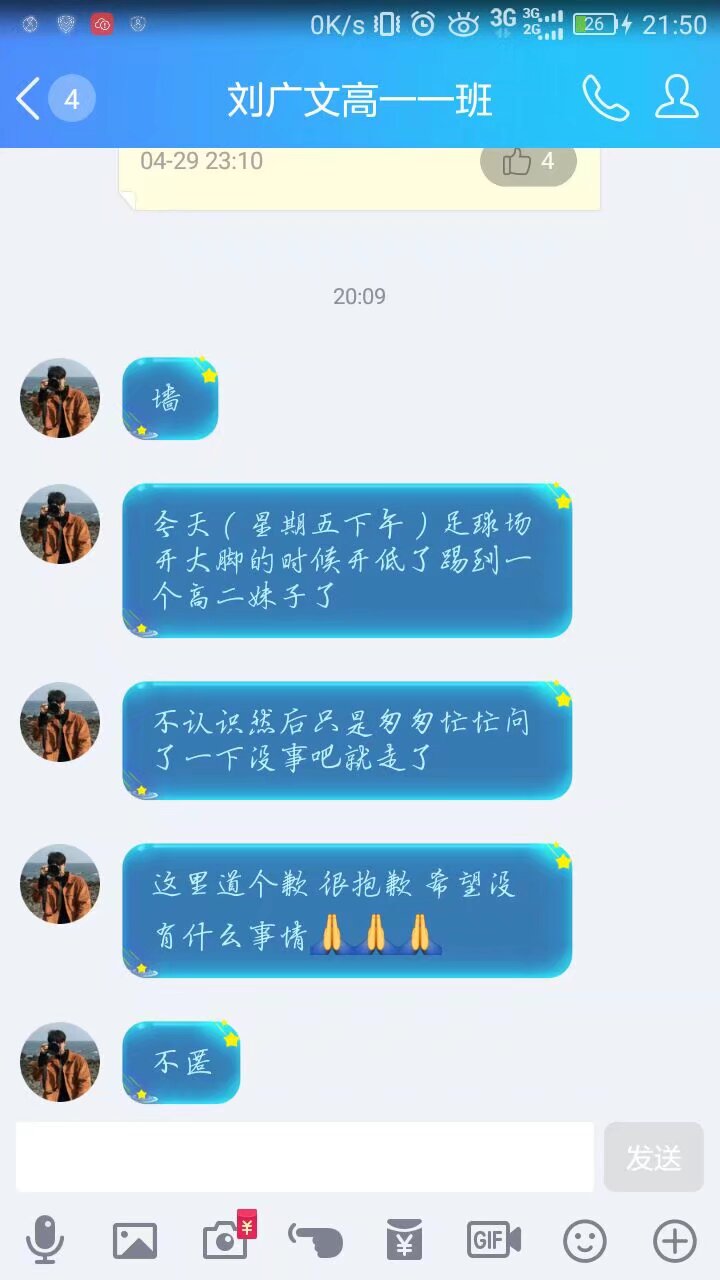 0K/s 3G 3G 2G 26 21:50
4 刘广文高一一班
04-29 23:10 4
20:09
墙
今天（星期五下午）足球场
开大脚的时候开低了踢到一
个高二妹子了
不认识然后只是匆匆忙忙问
了一下没事吧就走了
这里道个歉 很抱歉 希望没
有什么事情🙏🙏🙏
不匿
发送
¥ ¥ GIF